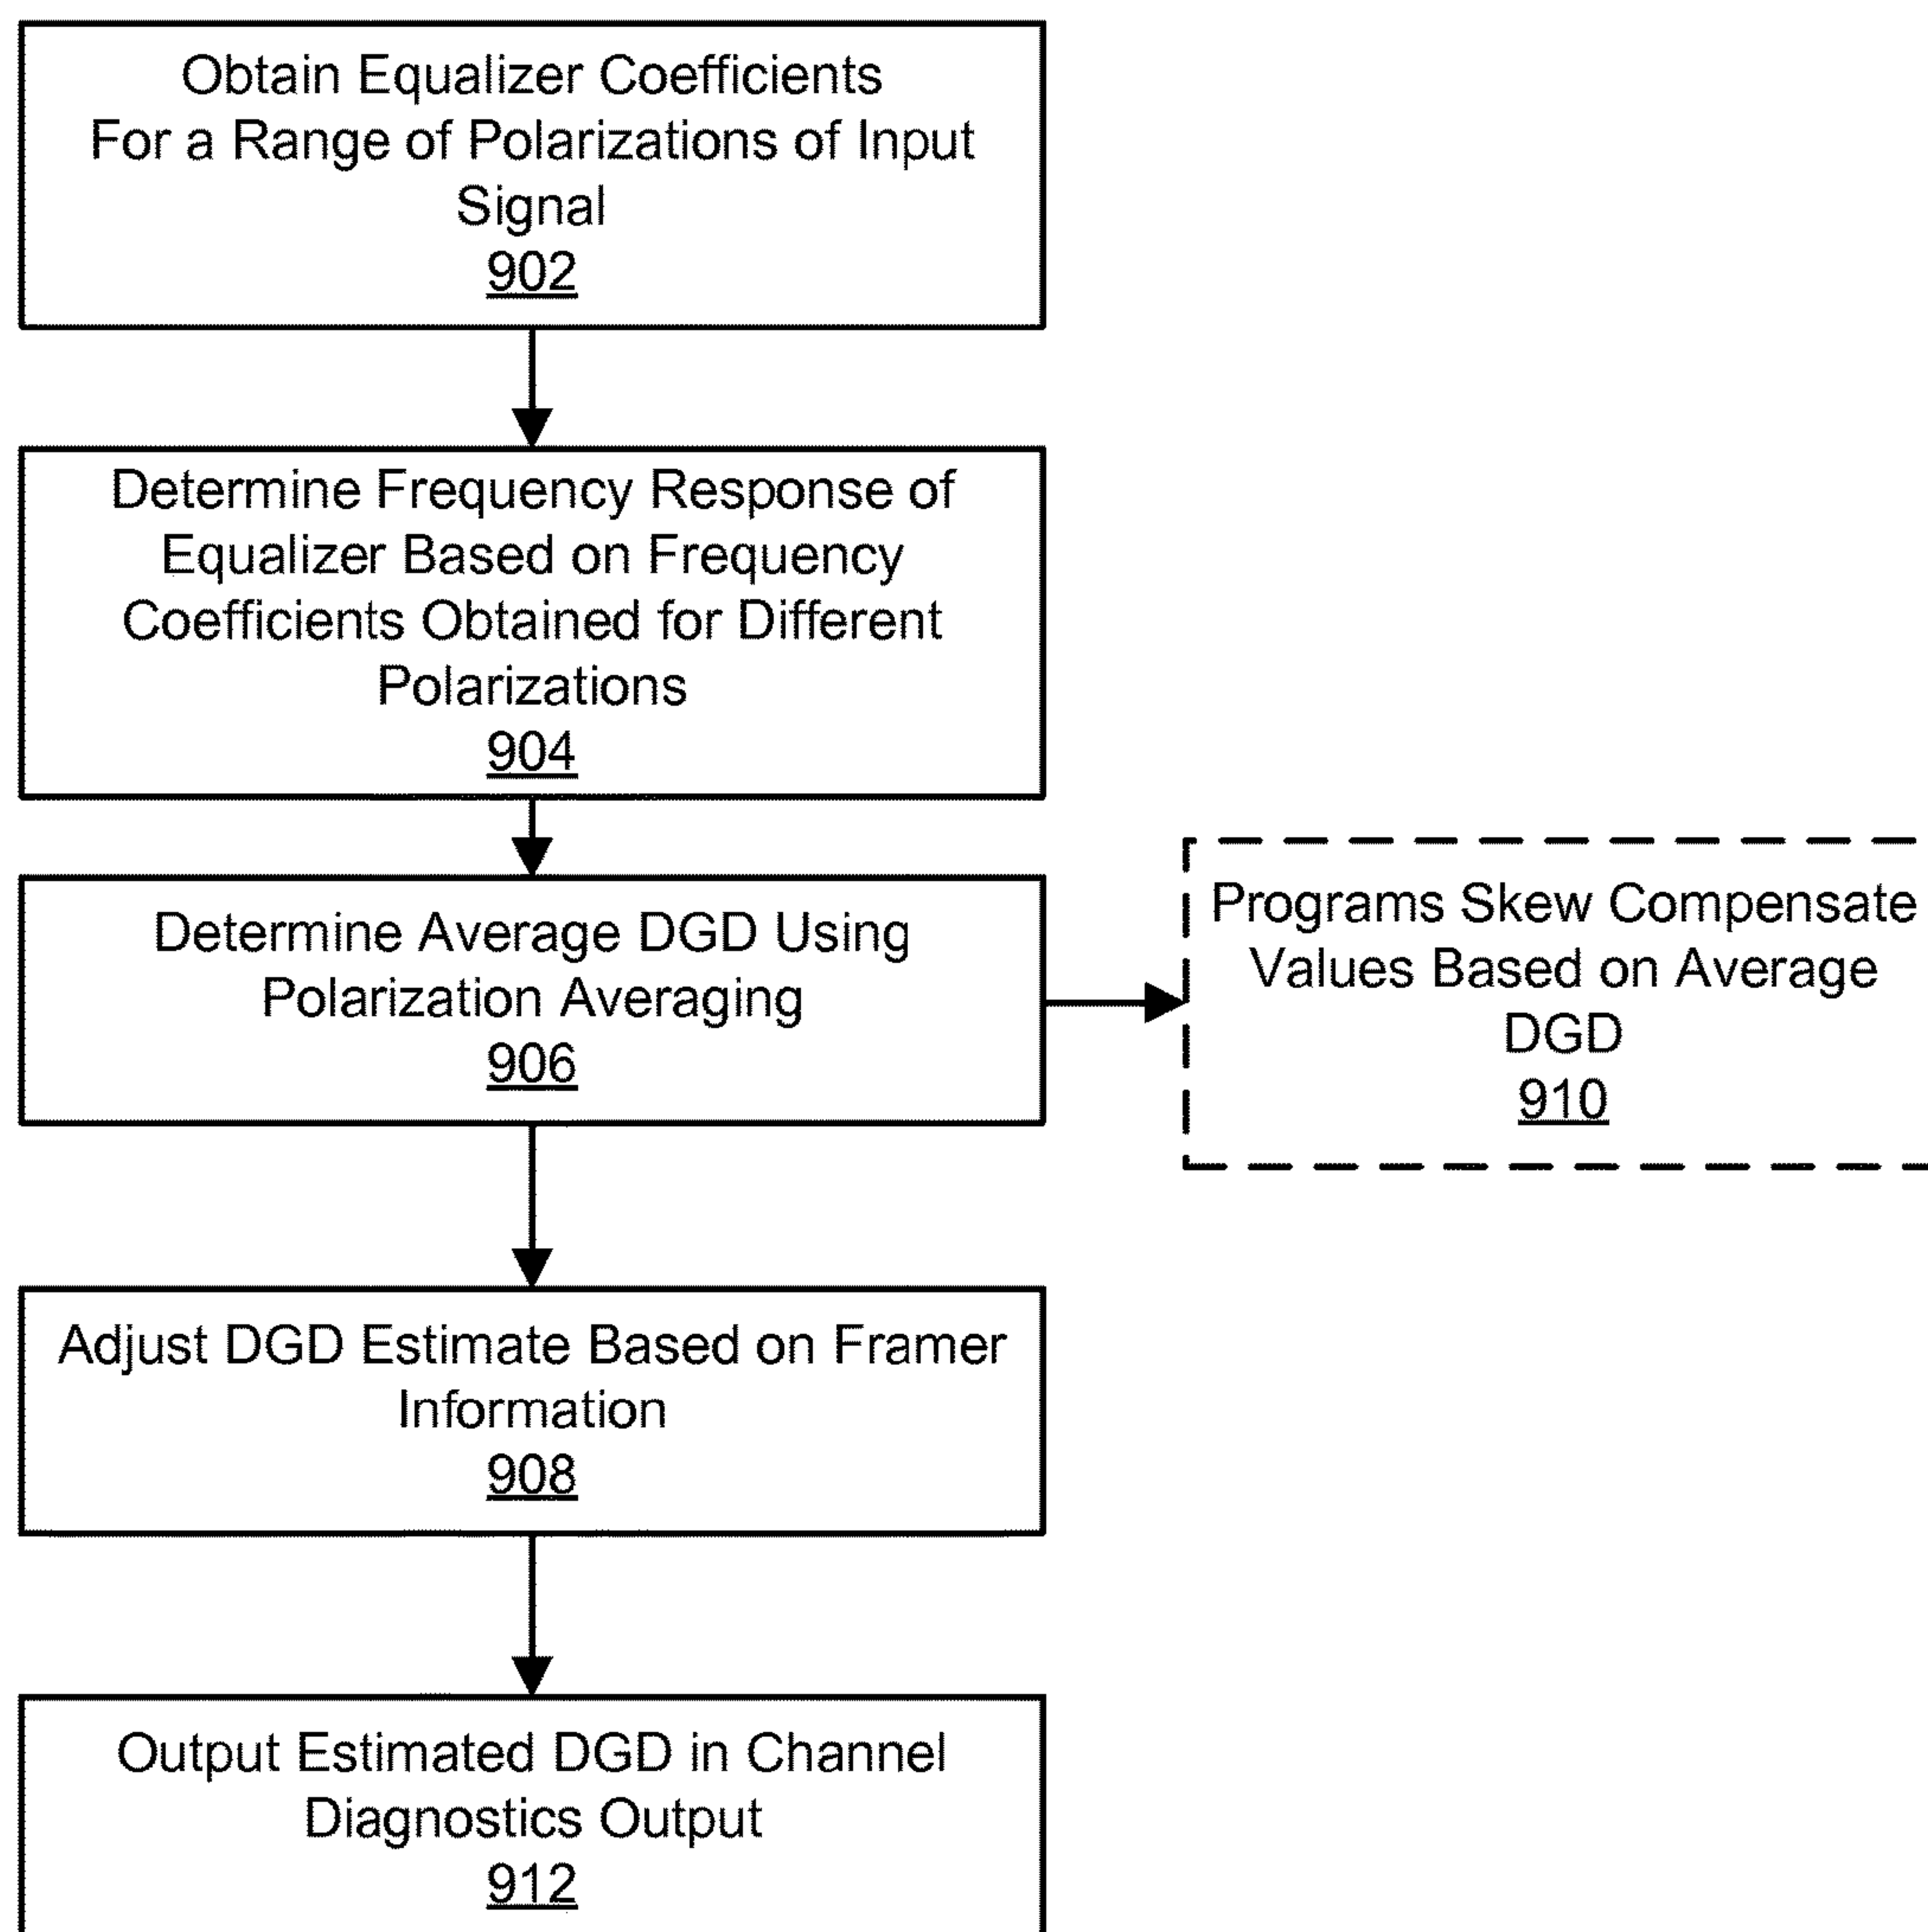 Obtain Equalizer Coefficients
For a Range of Polarizations of Input
Signal
902
Determine Frequency Response of
Equalizer Based on Frequency
Coefficients Obtained for Different
Polarizations
904
Determine Average DGD Using
Polarization Averaging
906
Programs Skew Compensate
Values Based on Average
DGD
910
Adjust DGD Estimate Based on Framer
Information
908
Output Estimated DGD in Channel
Diagnostics Output
912